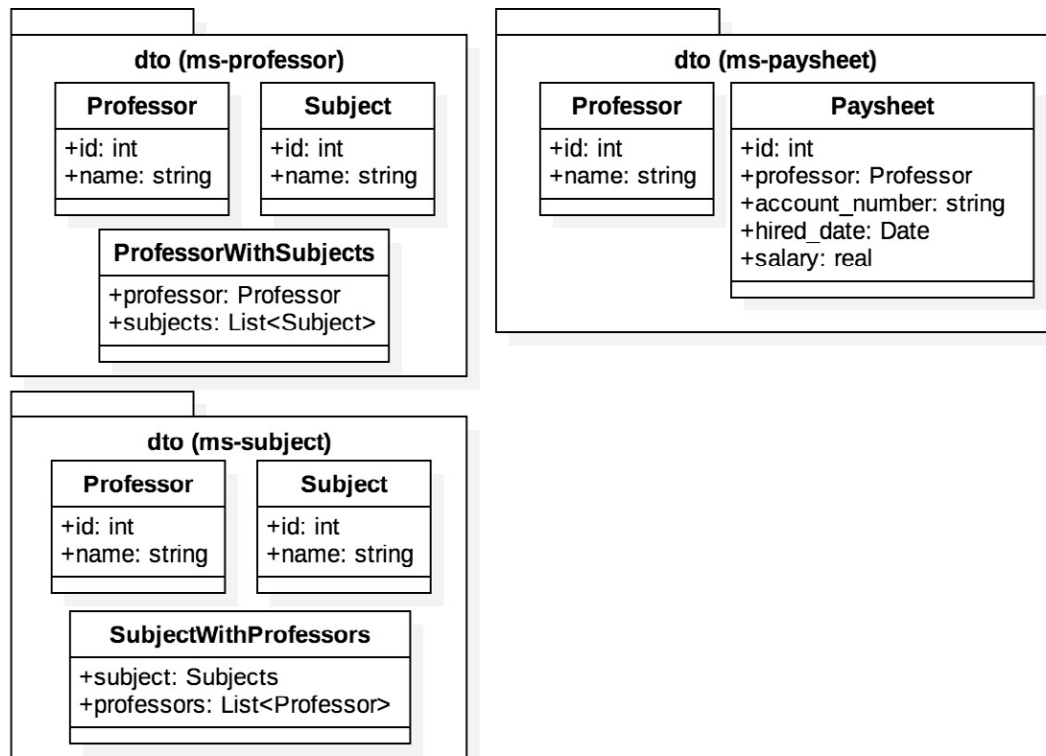 dto (ms-professor)
Professor
+id: int
+name: string
Subject
+id: int
+name: string
ProfessorWithSubjects
+professor: Professor
+subjects: List<Subject>
dto (ms-paysheet)
Professor
+id: int
+name: string
Paysheet
+id: int
+professor: Professor
+account_number: string
+hired_date: Date
+salary: real
dto (ms-subject)
Professor
+id: int
+name: string
Subject
+id: int
+name: string
SubjectWithProfessors
+subject: Subjects
+professors: List<Professor>